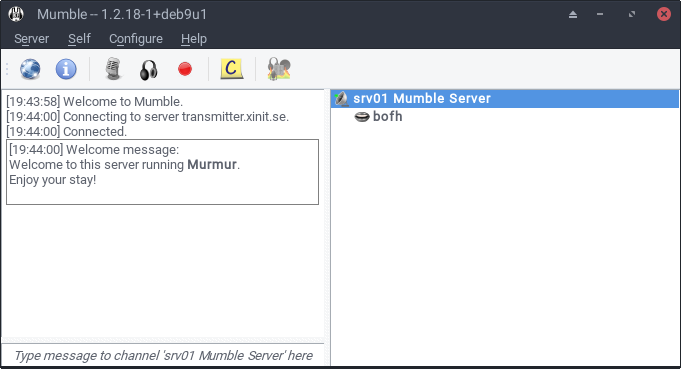 Mumble -- 1.2.18-1+deb9u1
Server Self Configure Help
C
[19:43:58] Welcome to Mumble.
[19:44:00] Connecting to server transmitter.xinit.se.
[19:44:00] Connected.
[19:44:00] Welcome message:
Welcome to this server running Murmur.
Enjoy your stay!
Type message to channel 'srv01 Mumble Server' here
srv01 Mumble Server
bofh